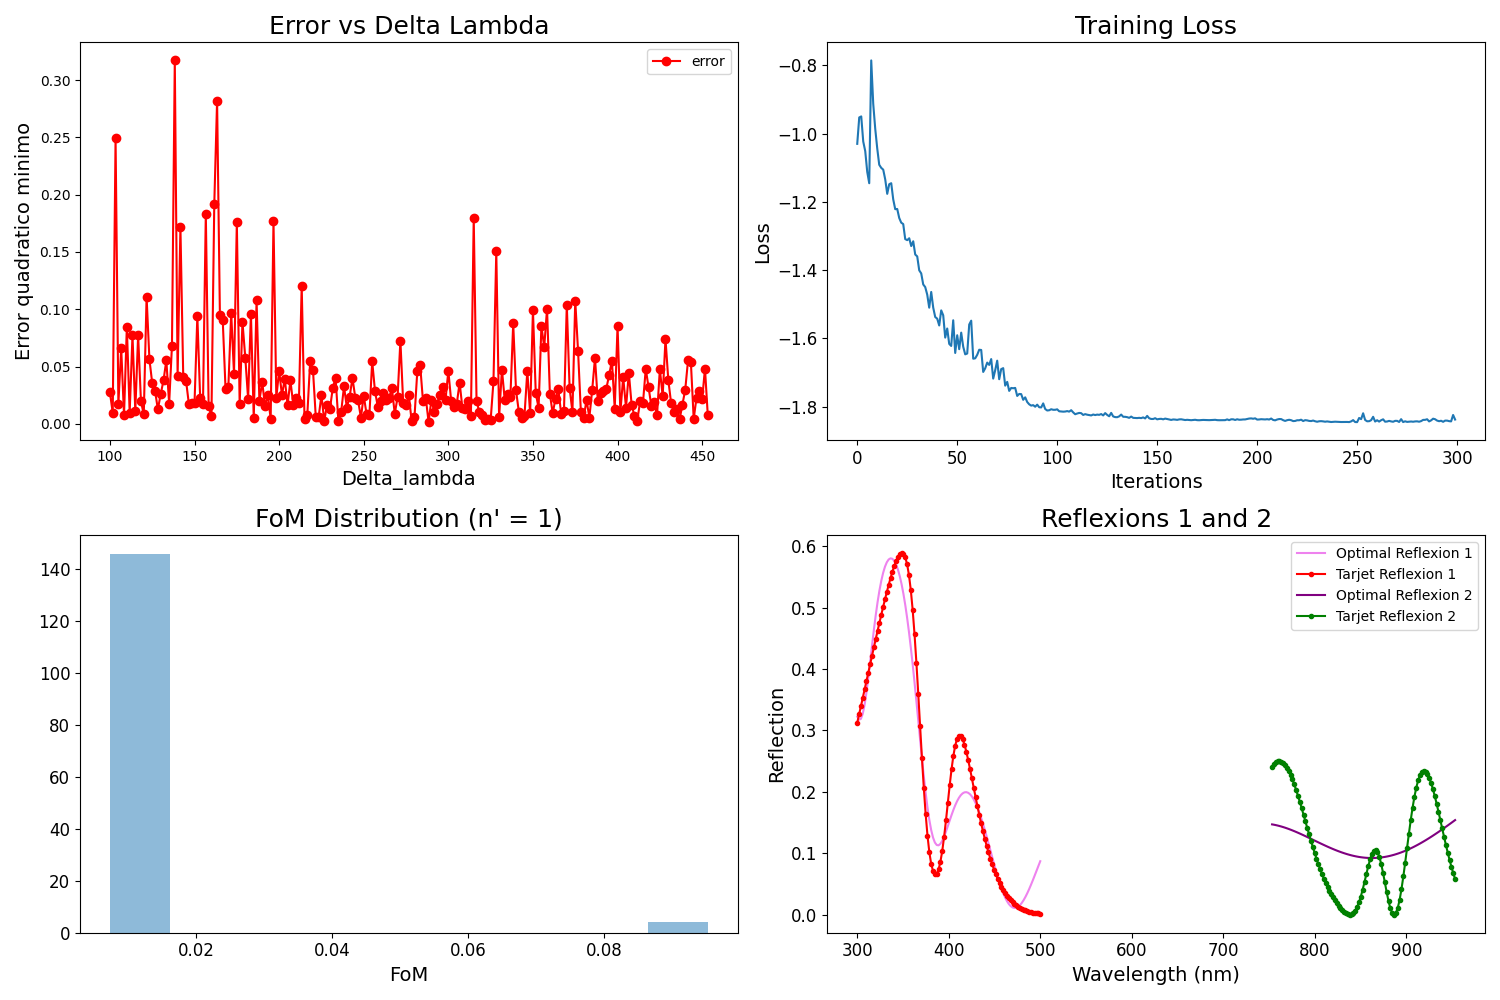 Error vs Delta Lambda
Error quadratico minimo
0.30
0.25
0.20
0.15
0.10
0.05
0.00
error
100 150 200 250 300 350 400 450
Delta_lambda
Training Loss
Loss
−0.8
−1.0
−1.2
−1.4
−1.6
−1.8
0 50 100 150 200 250 300
Iterations
FoM Distribution (n' = 1)
140
120
100
80
60
40
20
0
0.02 0.04 0.06 0.08
FoM
Reflexions 1 and 2
Reflection
0.6
0.5
0.4
0.3
0.2
0.1
0.0
Optimal Reflexion 1
Tarjet Reflexion 1
Optimal Reflexion 2
Tarjet Reflexion 2
300 400 500 600 700 800 900
Wavelength (nm)